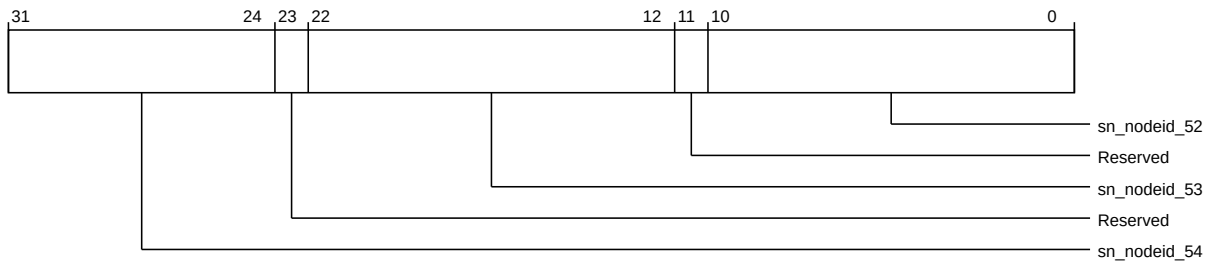 31 24 23 22 12 11 10 0
sn_nodeid_52
Reserved
sn_nodeid_53
Reserved
sn_nodeid_54